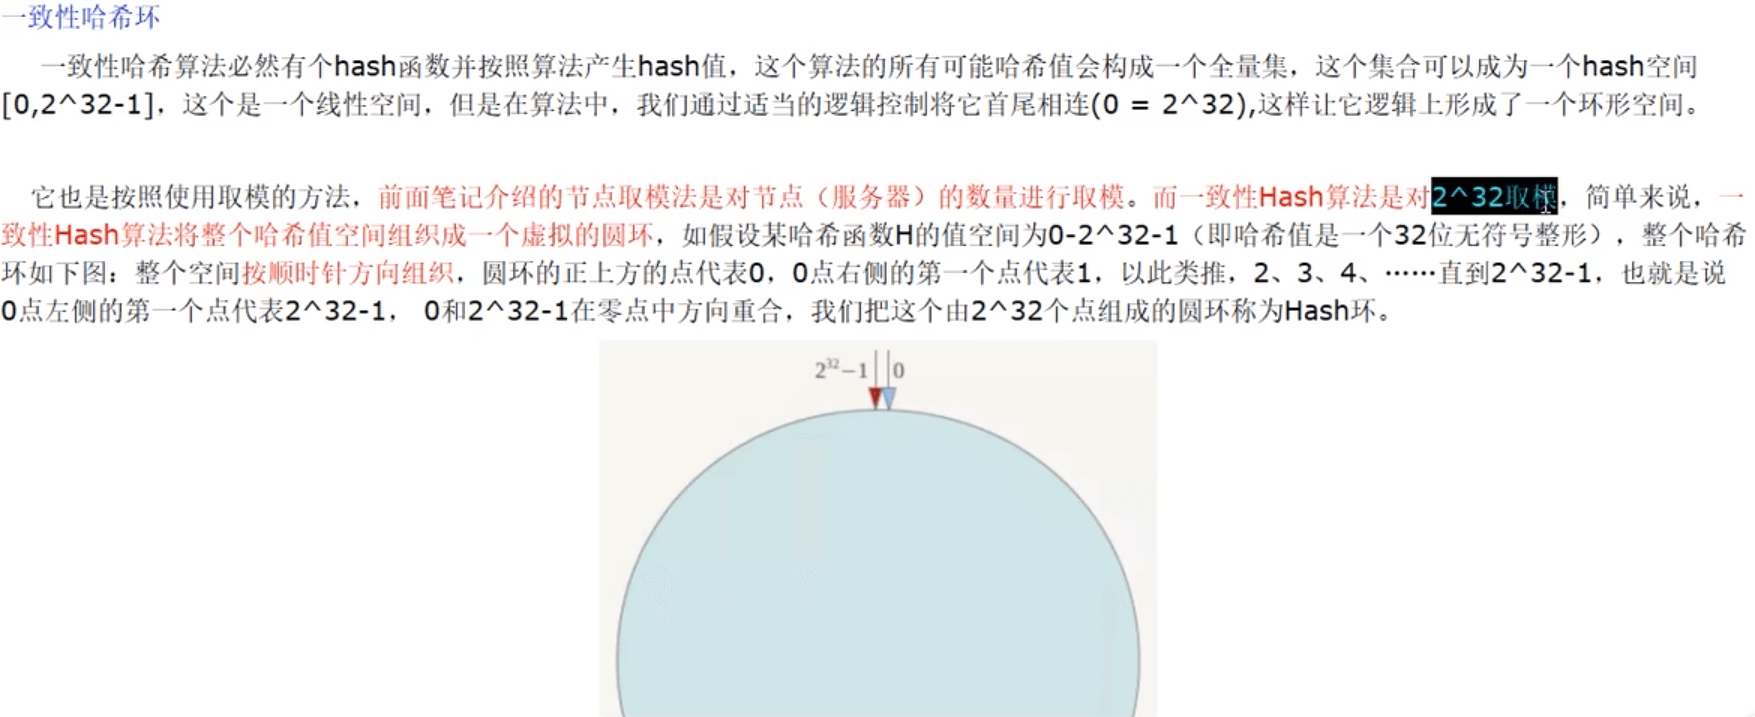 一致性哈希环
一致性哈希算法必然有个hash函数并按照算法产生hash值，这个算法的所有可能哈希值会构成一个全量集，这个集合可以成为一个hash空间
[0,2^32-1]，这个是一个线性空间，但是在算法中，我们通过适当的逻辑控制将它首尾相连(0 = 2^32),这样让它逻辑上形成了一个环形空间。
它也是按照使用取模的方法，前面笔记介绍的节点取模法是对节点（服务器）的数量进行取模。而一致性Hash算法是对2^32取模，简单来说，一
致性Hash算法将整个哈希值空间组织成一个虚拟的圆环，如假设某哈希函数H的值空间为0-2^32-1（即哈希值是一个32位无符号整形），整个哈希
环如下图：整个空间按顺时针方向组织，圆环的正上方的点代表0，0点右侧的第一个点代表1，以此类推，2、3、4、……直到2^32-1，也就是说
0点左侧的第一个点代表2^32-1， 0和2^32-1在零点中方向重合，我们把这个由2^32个点组成的圆环称为Hash环。
2³²−1 0